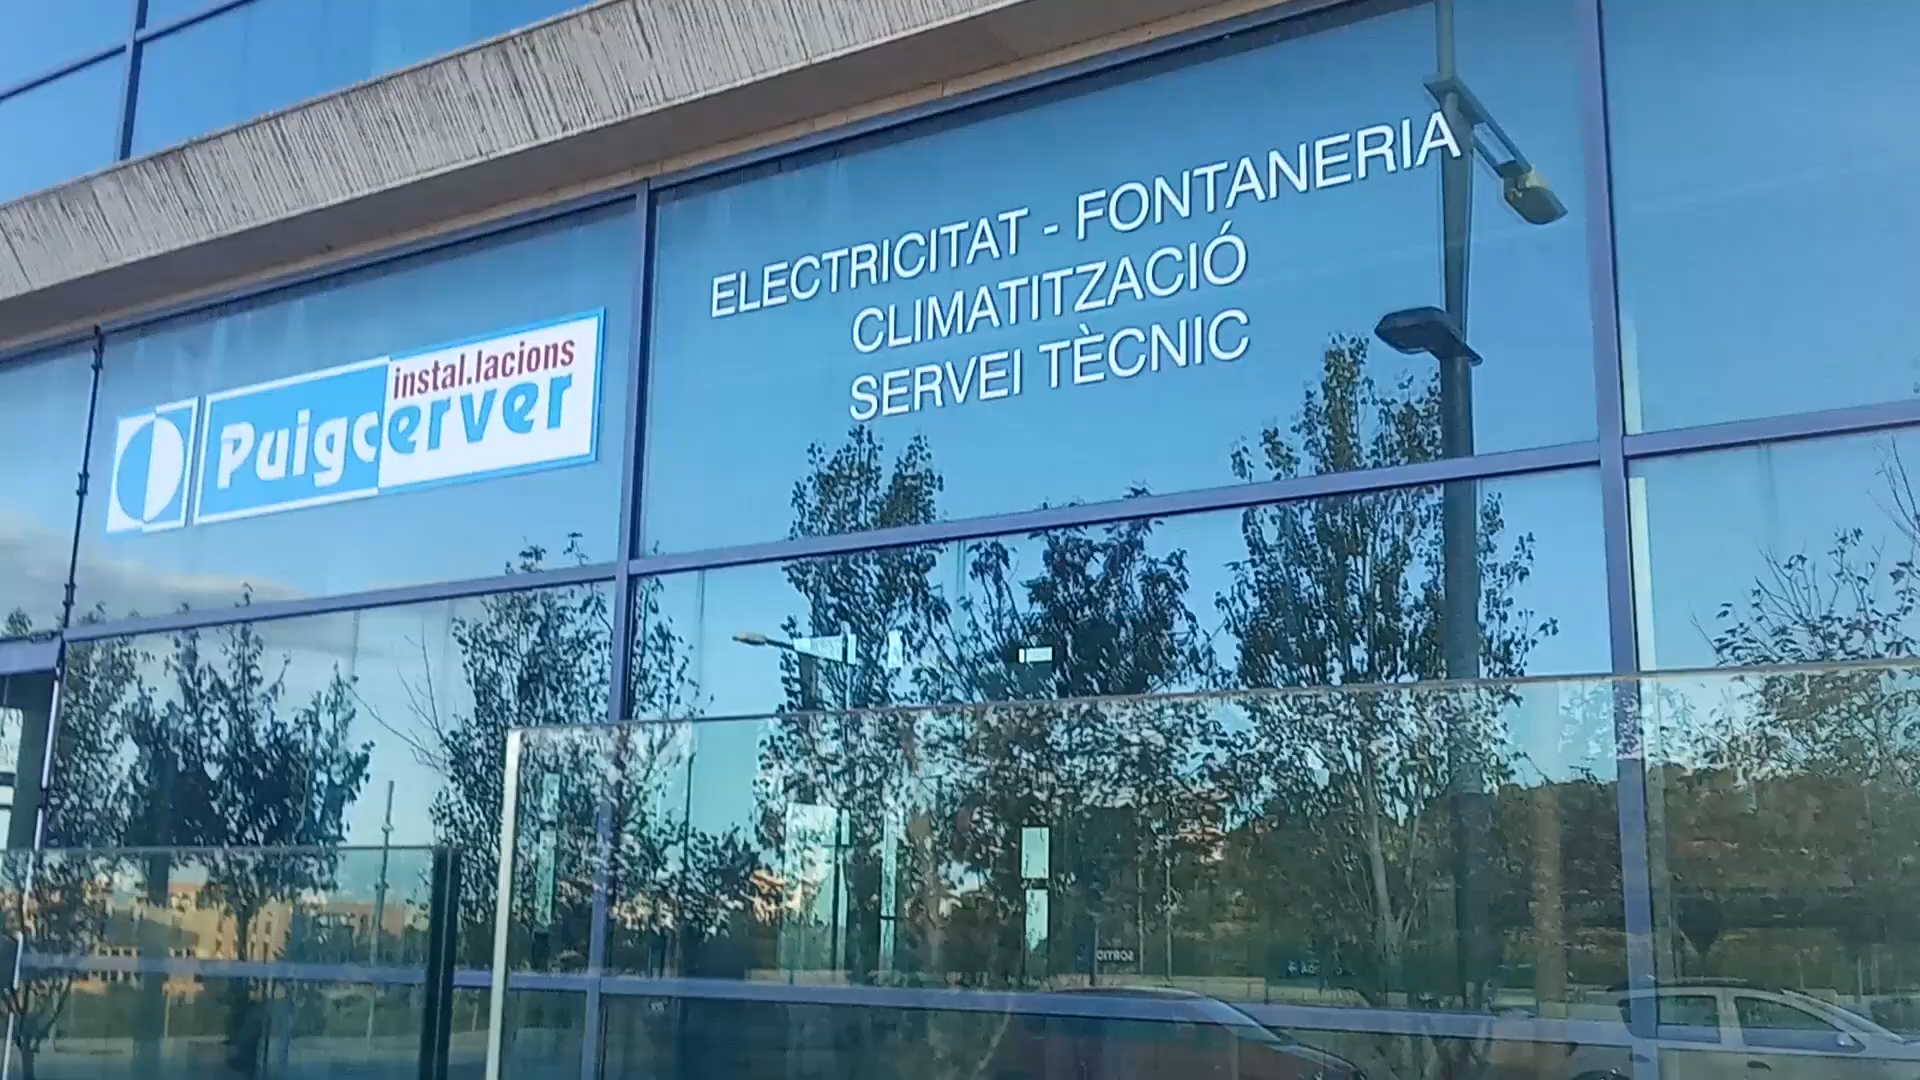 instal.lacions
Puigcerver
ELECTRICITAT - FONTANERIA
CLIMATITZACIÓ
SERVEI TÈCNIC